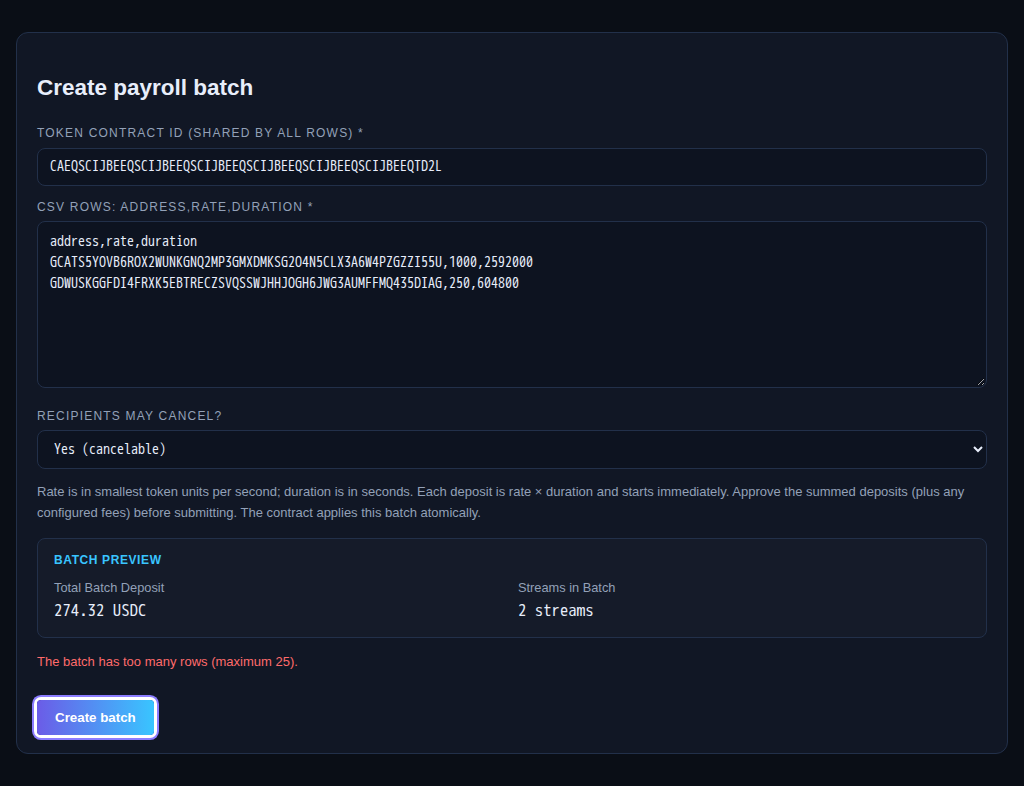 Create payroll batch
TOKEN CONTRACT ID (SHARED BY ALL ROWS) *
CAEQSCIJBEEQSCIJBEEQSCIJBEEQSCIJBEEQSCIJBEEQSCIJBEEQTD2L
CSV ROWS: ADDRESS,RATE,DURATION *
address,rate,duration
GCATS5YOVB6ROX2WUNKGNQ2MP3GMXDMKSG2O4N5CLX3A6W4PZGZZI55U,1000,2592000
GDWUSKGGFDI4FRXK5EBTRECZSVQSSWJHHJOGH6JWG3AUMFFMQ435DIAG,250,604800
RECIPIENTS MAY CANCEL?
Yes (cancelable)
Rate is in smallest token units per second; duration is in seconds. Each deposit is rate × duration and starts immediately. Approve the summed deposits (plus any
configured fees) before submitting. The contract applies this batch atomically.
BATCH PREVIEW
Total Batch Deposit
Streams in Batch
274.32 USDC
2 streams
The batch has too many rows (maximum 25).
Create batch